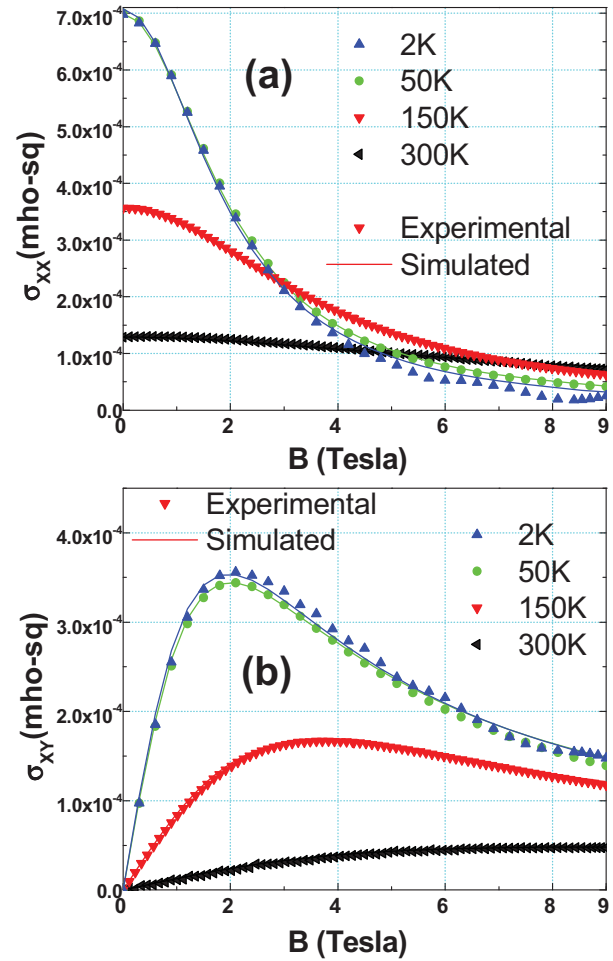 7.0x10-4
6.0x10-4
5.0x10-4
4.0x10-4
3.0x10-4
2.0x10-4
1.0x10-4
0.0
σXX(mho-sq)
(a)
2K
50K
150K
300K
Experimental
Simulated
0 2 4 6 8 9
B (Tesla)
Experimental
Simulated
4.0x10-4
3.0x10-4
2.0x10-4
1.0x10-4
0.0
σXY(mho-sq)
2K
50K
150K
300K
(b)
0 2 4 6 8 9
B (Tesla)